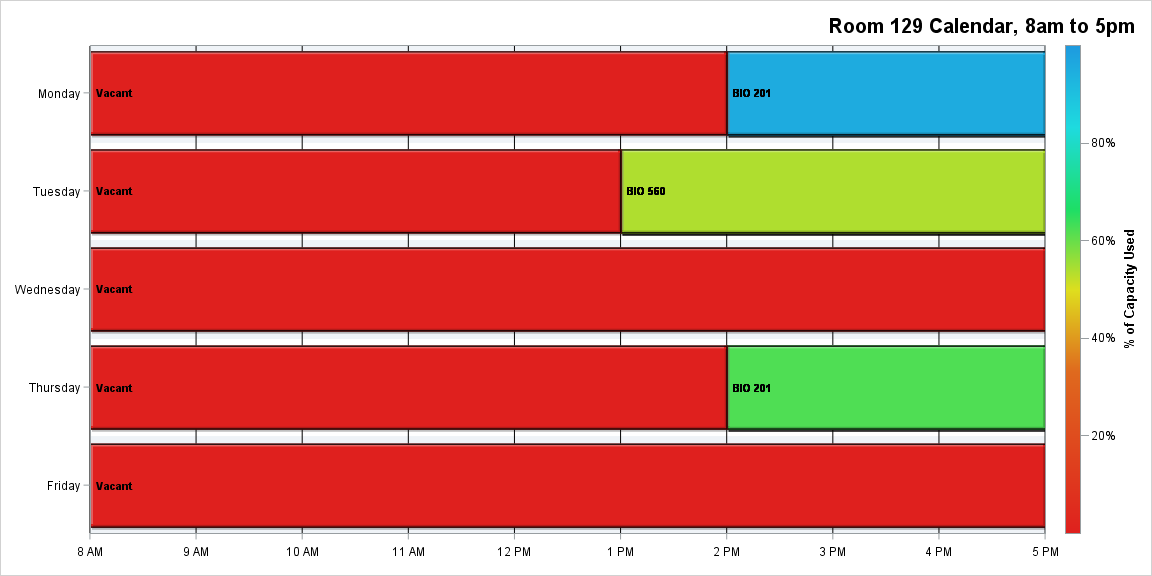 Room 129 Calendar, 8am to 5pm
Monday
Vacant
BIO 201
Tuesday
Vacant
BIO 560
Wednesday
Vacant
Thursday
Vacant
BIO 201
Friday
Vacant
8 AM
9 AM
10 AM
11 AM
12 PM
1 PM
2 PM
3 PM
4 PM
5 PM
80%
60%
40%
20%
% of Capacity Used